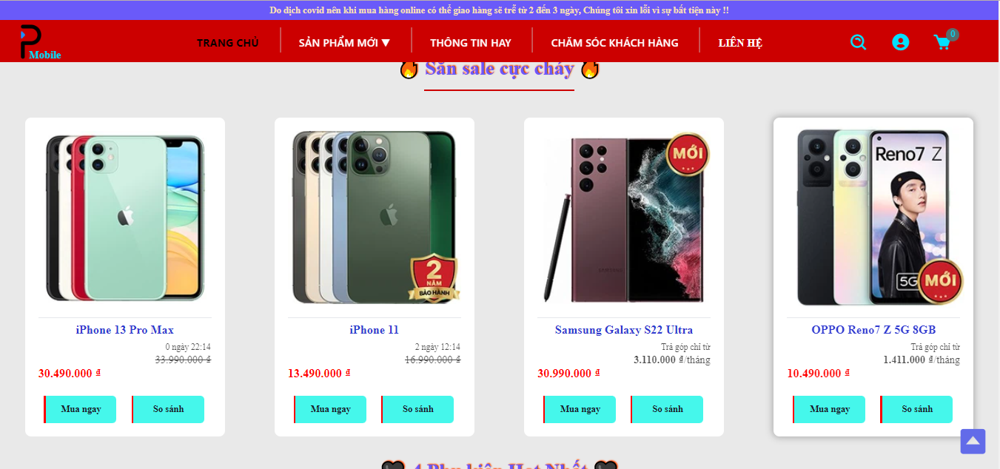 Do dịch covid nên khi mua hàng online có thể giao hàng sẽ trễ từ 2 đến 3 ngày, Chúng tôi xin lỗi vì sự bất tiện này !!
P Mobile
TRANG CHỦ
SẢN PHẨM MỚI ▼
THÔNG TIN HAY
CHĂM SÓC KHÁCH HÀNG
LIÊN HỆ
0
🔥 Săn sale cực cháy 🔥
2
NĂM
BẢO HÀNH
MỚI
Reno7 Z
5G
MỚI
iPhone 13 Pro Max
0 ngày 22:14
33.990.000 ₫
30.490.000 ₫
Mua ngay
So sánh
iPhone 11
2 ngày 12:14
16.990.000 ₫
13.490.000 ₫
Mua ngay
So sánh
SAMSUNG
Samsung Galaxy S22 Ultra
Trả góp chỉ từ
3.110.000 ₫/tháng
30.990.000 ₫
Mua ngay
So sánh
OPPO Reno7 Z 5G 8GB
Trả góp chỉ từ
1.411.000 ₫/tháng
10.490.000 ₫
Mua ngay
So sánh
🖤 4 Phụ kiện Hot Nhất 🖤